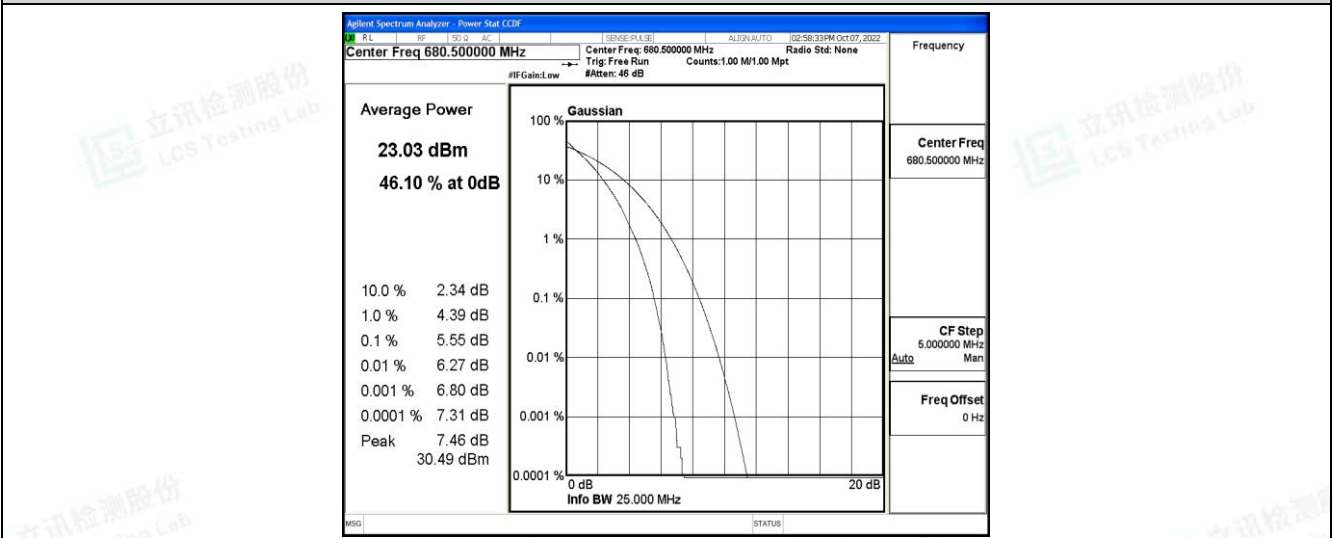 Agilent Spectrum Analyzer - Power Stat CCDF
RL RF 50 Ω AC SENSE:PULSE ALIGN AUTO 02:58:33PM Oct 07, 2022
Center Freq 680.500000 MHz
Center Freq: 680.500000 MHz Radio Std: None
Trig: Free Run Counts:1.00 M/1.00 Mpt
#IFGain:Low #Atten: 46 dB
Average Power
23.03 dBm
46.10 % at 0dB
10.0 % 2.34 dB
1.0 % 4.39 dB
0.1 % 5.55 dB
0.01 % 6.27 dB
0.001 % 6.80 dB
0.0001 % 7.31 dB
Peak 7.46 dB
30.49 dBm
Gaussian
100 %
10 %
1 %
0.1 %
0.01 %
0.001 %
0.0001 %
0 dB 20 dB
Info BW 25.000 MHz
Frequency
Center Freq
680.500000 MHz
CF Step
5.000000 MHz
Auto Man
Freq Offset
0 Hz
MSG STATUS
立讯检测股份
LCS Testing Lab
立讯检测股份
LCS Testing Lab
立讯检测股份